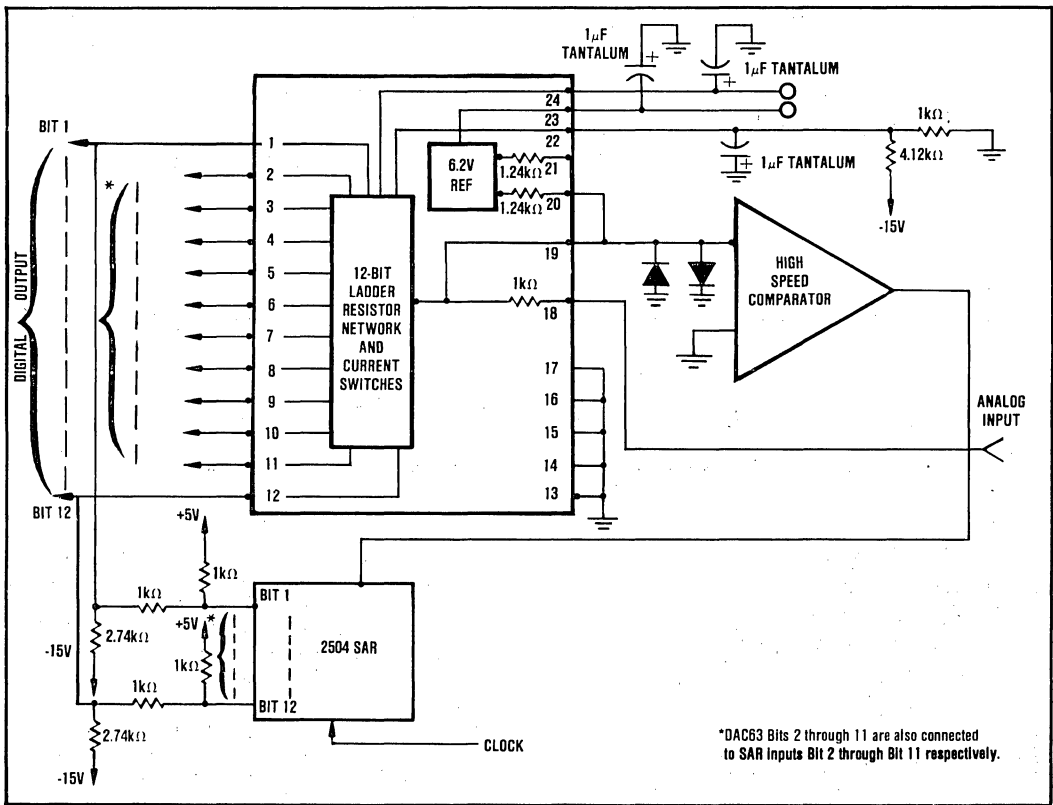 1μF
TANTALUM
+
1μF TANTALUM
+
24
23
22
21
20
19
18
17
16
15
14
13
1kΩ
4.12kΩ
-15V
1μF TANTALUM
+
BIT 1
1
2
3
4
5
6
7
8
9
10
11
12
*
DIGITAL OUTPUT
BIT 12
6.2V
REF
1.24kΩ
1.24kΩ
12-BIT
LADDER
RESISTOR
NETWORK
AND
CURRENT
SWITCHES
1kΩ
HIGH
SPEED
COMPARATOR
ANALOG
INPUT
+5V
1kΩ
1kΩ
BIT 1
2.74kΩ
-15V
+5V
*
1kΩ
1kΩ
2504 SAR
BIT 12
2.74kΩ
-15V
CLOCK
*DAC63 Bits 2 through 11 are also connected
to SAR inputs Bit 2 through Bit 11 respectively.